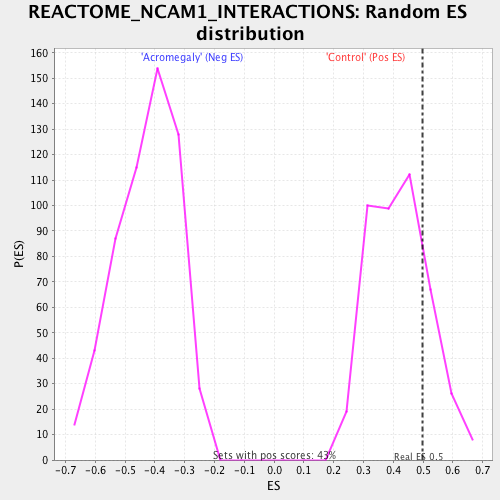 REACTOME_NCAM1_INTERACTIONS: Random ES
distribution
'Acromegaly' (Neg ES)
'Control' (Pos ES)
P(ES)
160
150
140
130
120
110
100
90
80
70
60
50
40
30
20
10
0
Sets with pos scores: 43%
Real ES 0.5
-0.7 -0.6 -0.5 -0.4 -0.3 -0.2 -0.1 0.0 0.1 0.2 0.3 0.4 0.5 0.6 0.7
ES